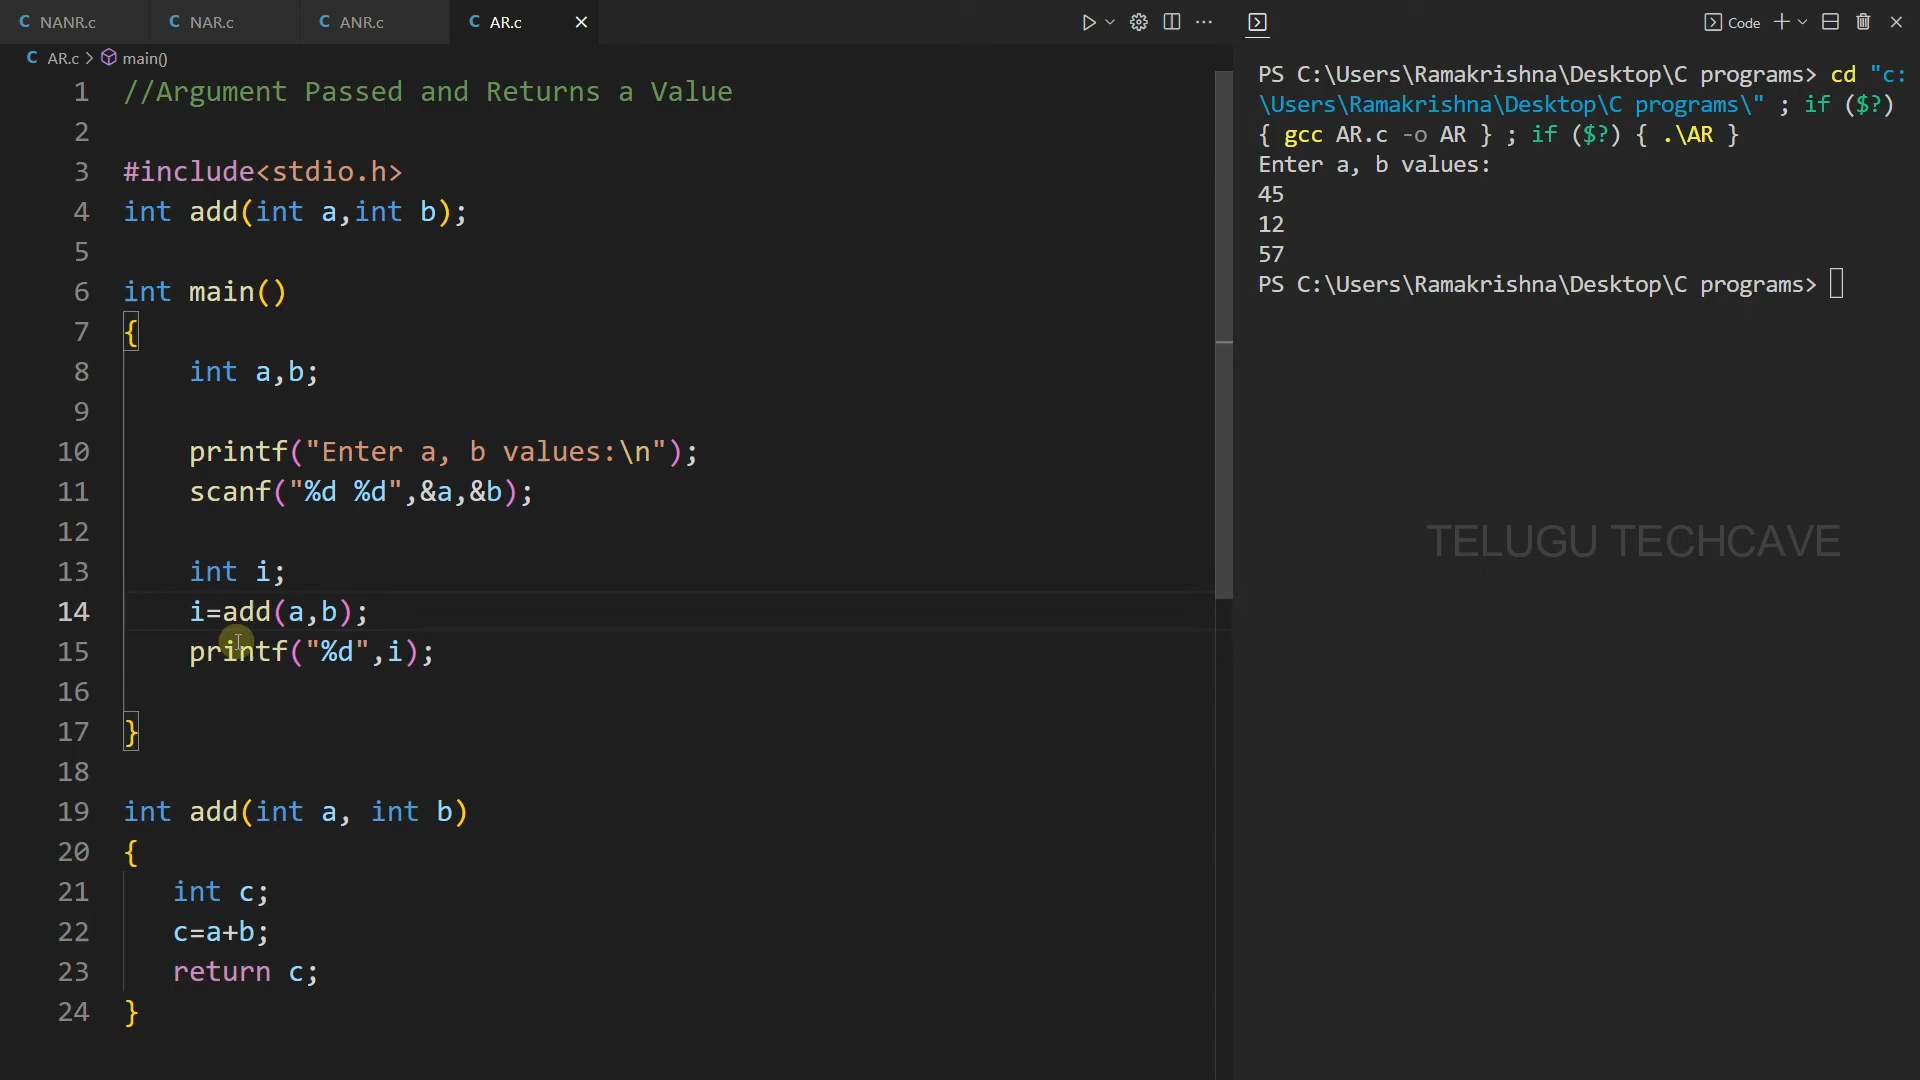 C NANR.c C NAR.c C ANR.c C AR.c
C AR.c > main()
1 //Argument Passed and Returns a Value
2
3 #include<stdio.h>
4 int add(int a,int b);
5
6 int main()
7 {
8 int a,b;
9
10 printf("Enter a, b values:\n");
11 scanf("%d %d",&a,&b);
12
13 int i;
14 i=add(a,b);
15 printf("%d",i);
16
17 }
18
19 int add(int a, int b)
20 {
21 int c;
22 c=a+b;
23 return c;
24 }
Code
PS C:\Users\Ramakrishna\Desktop\C programs> cd "c:
\Users\Ramakrishna\Desktop\C programs\" ; if ($?)
{ gcc AR.c -o AR } ; if ($?) { .\AR }
Enter a, b values:
45
12
57
PS C:\Users\Ramakrishna\Desktop\C programs>
TELUGU TECHCAVE